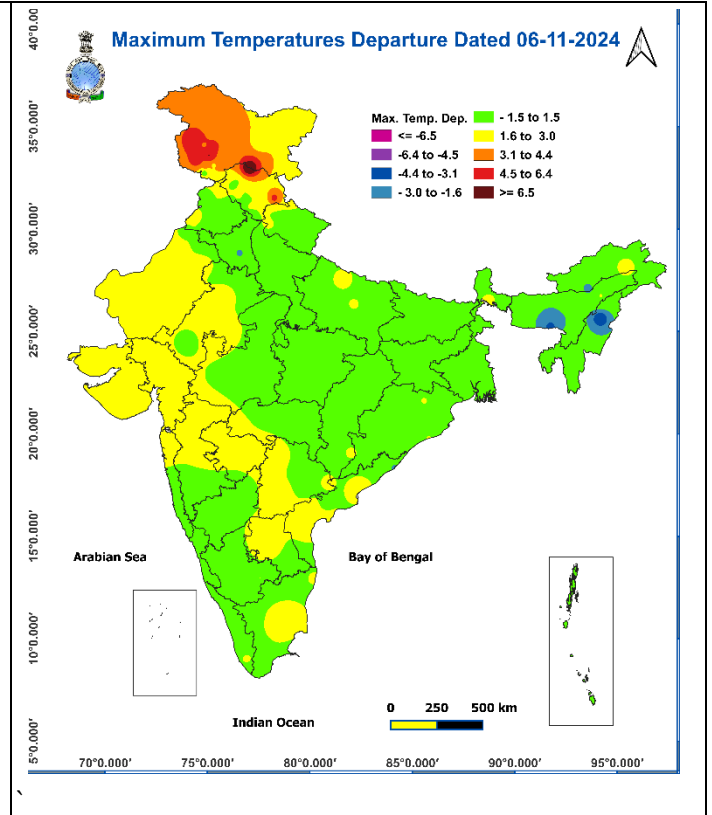 Maximum Temperatures Departure Dated 06-11-2024
Max. Temp. Dep.
<= -6.5
-6.4 to -4.5
-4.4 to -3.1
- 3.0 to -1.6
- 1.5 to 1.5
1.6 to 3.0
3.1 to 4.4
4.5 to 6.4
>= 6.5
40°0.000'
35°0.000'
30°0.000'
25°0.000'
20°0.000'
15°0.000'
10°0.000'
5°0.000'
Arabian Sea
Bay of Bengal
Indian Ocean
0 250 500 km
70°0.000' 75°0.000' 80°0.000' 85°0.000' 90°0.000' 95°0.000'
`